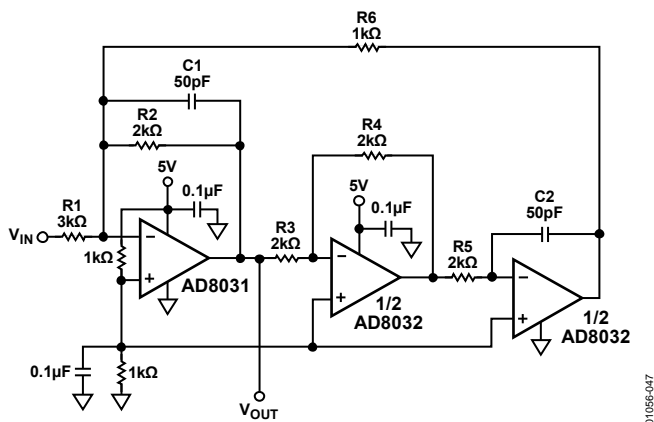 R6
1kΩ
C1
50pF
R2
2kΩ
R4
2kΩ
5V
0.1µF
5V
0.1µF
C2
50pF
R1
3kΩ
VIN
1kΩ
R3
2kΩ
R5
2kΩ
AD8031
1/2
AD8032
1/2
AD8032
0.1µF
1kΩ
VOUT
01056-047